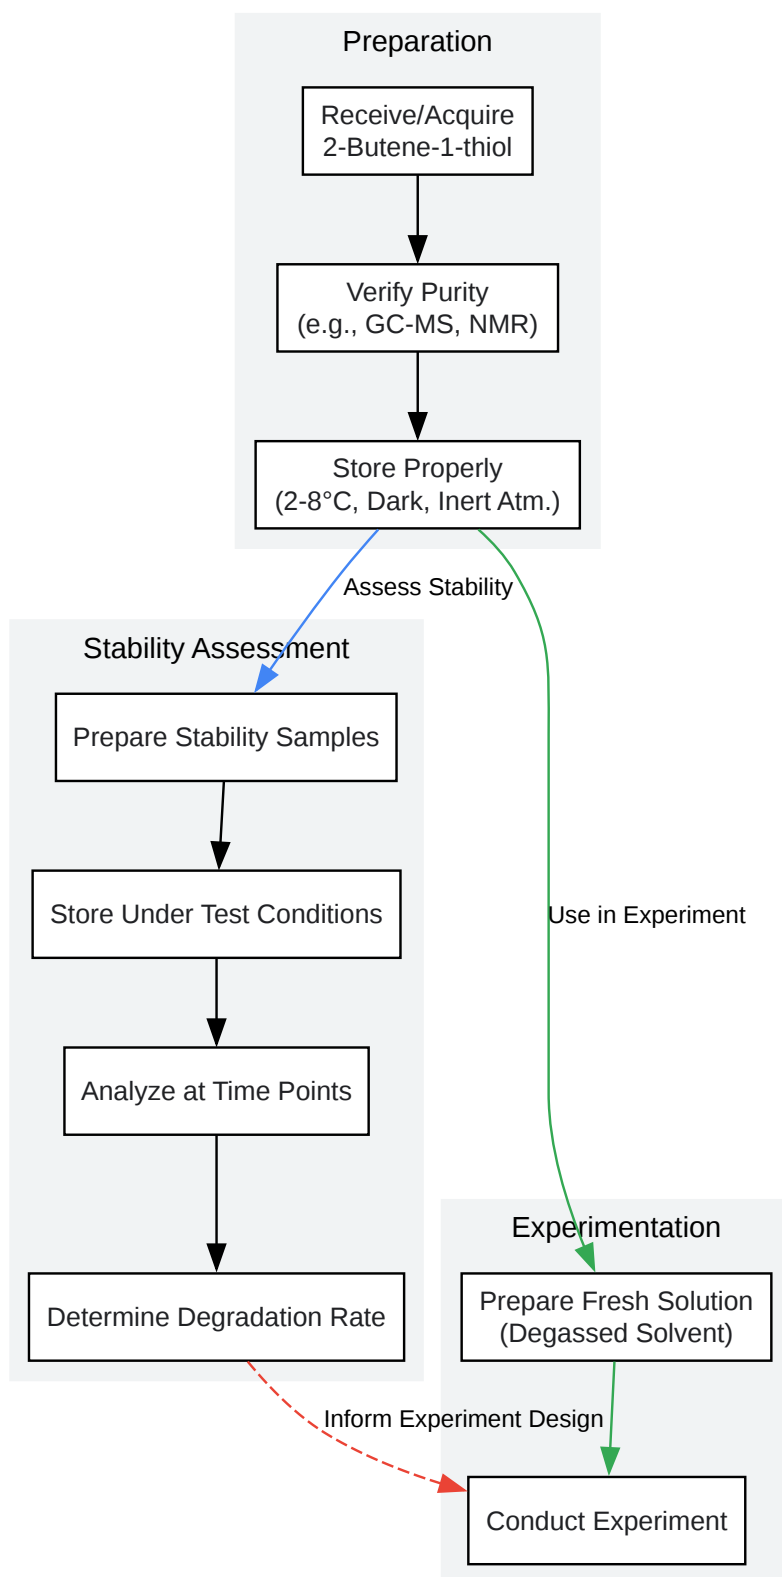 Preparation
Receive/Acquire
2-Butene-1-thiol
Verify Purity
(e.g., GC-MS, NMR)
Store Properly
(2-8°C, Dark, Inert Atm.)
Assess Stability
Stability Assessment
Prepare Stability Samples
Store Under Test Conditions
Use in Experiment
Analyze at Time Points
Determine Degradation Rate
Experimentation
Prepare Fresh Solution
(Degassed Solvent)
Inform Experiment Design
Conduct Experiment